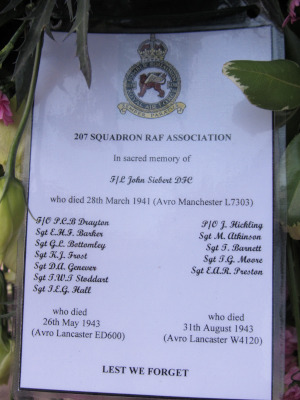 207 SQUADRON RAF ASSOCIATION
In sacred memory of
F/L John Siebert DFC
who died 28th March 1941 (Avro Manchester L7303)
F/O P.C.B Drayton
Sgt E.H.F. Barker
Sgt G.L. Bottomley
Sgt K.J. Frost
Sgt D.A. Genever
Sgt T.W.T Stoddart
Sgt T.E.G. Hall
who died
26th May 1943
(Avro Lancaster ED600)
P/O J. Hickling
Sgt M. Atkinson
Sgt T. Barnett
Sgt T.G. Moore
Sgt E.A.R. Preston
who died
31th August 1943
(Avro Lancaster W4120)
LEST WE FORGET